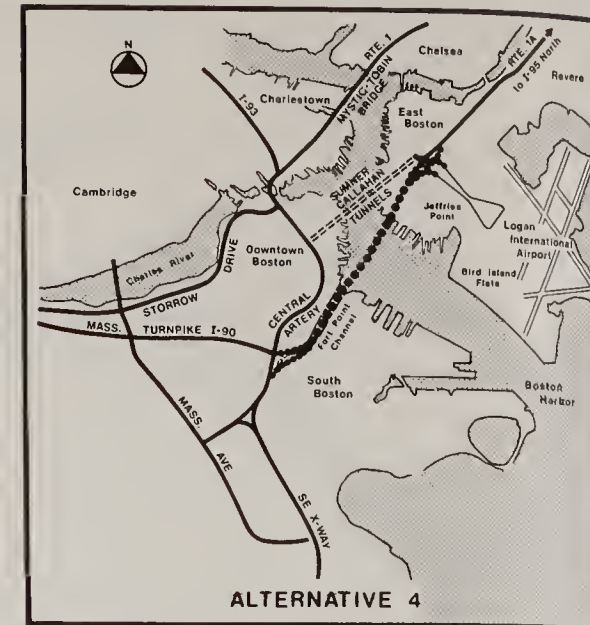 N
RTE. 1
MYSTIC-TOBIN
BRIDGE
Chelsea
RTE. 1A
to I-95 North
Revere
I-93
Charlestown
East
Boston
Cambridge
SUMNER
CALLAHAN
TUNNELS
Jeffries
Point
Logan
International
Airport
Charles River
STORROW
DRIVE
Downtown
Boston
Bird Island
Flats
CENTRAL
ARTERY
MASS. TURNPIKE I-90
Fort Point
Channel
South
Boston
Boston
Harbor
MASS. AVE
SE X-WAY
ALTERNATIVE 4